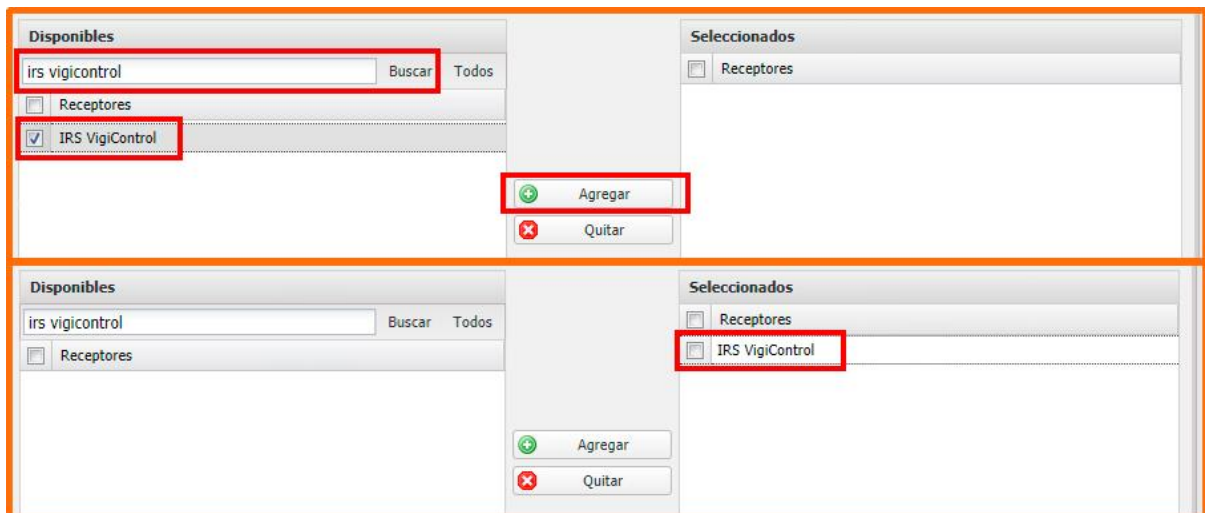 Disponibles
irs vigicontrol Buscar Todos
Receptores
IRS VigiControl
Agregar
Quitar
Seleccionados
Receptores
Disponibles
irs vigicontrol Buscar Todos
Receptores
Agregar
Quitar
Seleccionados
Receptores
IRS VigiControl